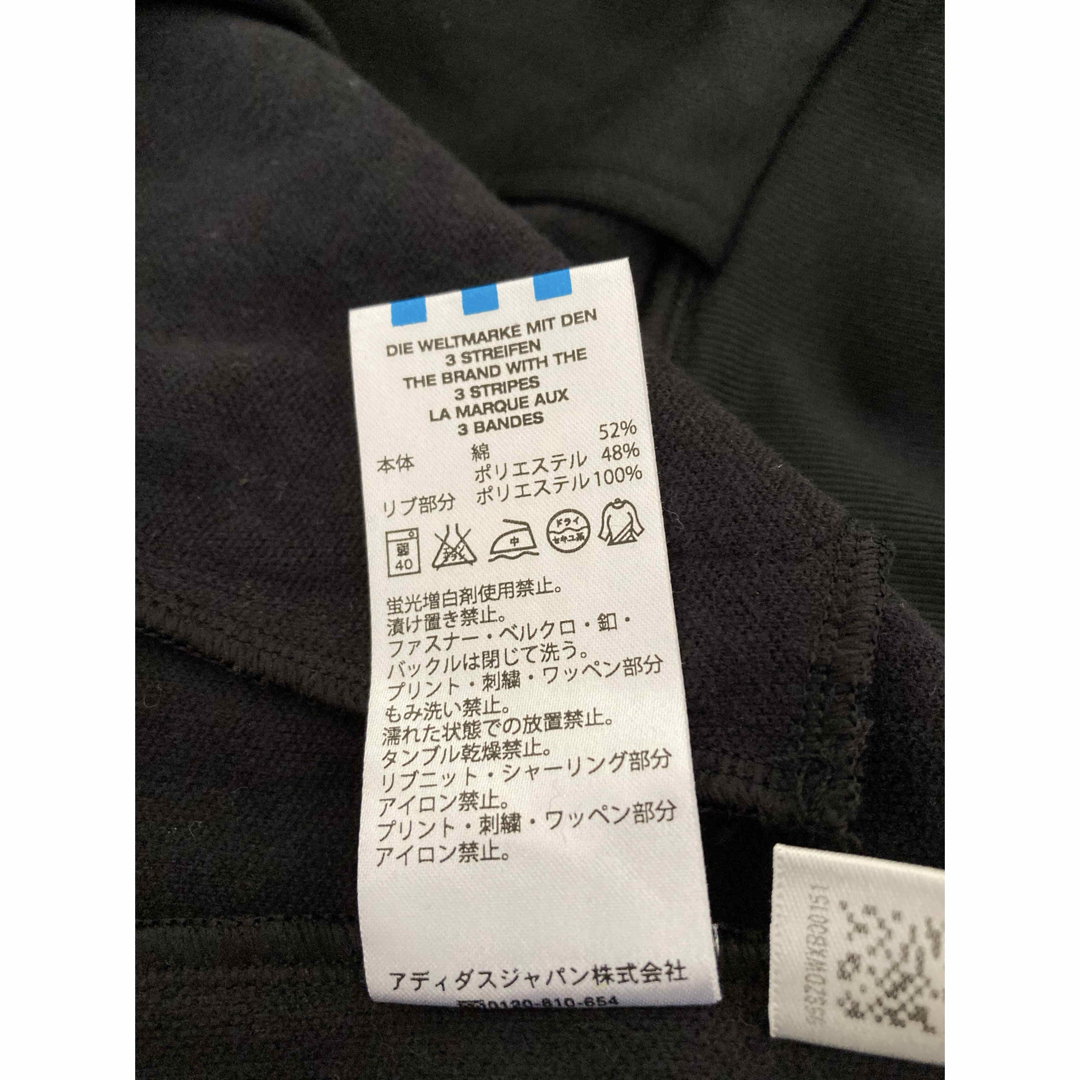 DIE WELTMARKE MIT DEN
3 STREIFEN
THE BRAND WITH THE
3 STRIPES
LA MARQUE AUX
3 BANDES
本体 綿 52%
ポリエステル 48%
リブ部分 ポリエステル 100%
弱
40
中
ドライ
セキユ系
蛍光増白剤使用禁止。
漬け置き禁止。
ファスナー・ベルクロ・釦・
バックルは閉じて洗う。
プリント・刺繍・ワッペン部分
もみ洗い禁止。
濡れた状態での放置禁止。
タンブル乾燥禁止。
リブニット・シャーリング部分
アイロン禁止。
プリント・刺繍・ワッペン部分
アイロン禁止。
アディダスジャパン株式会社
0120-810-654